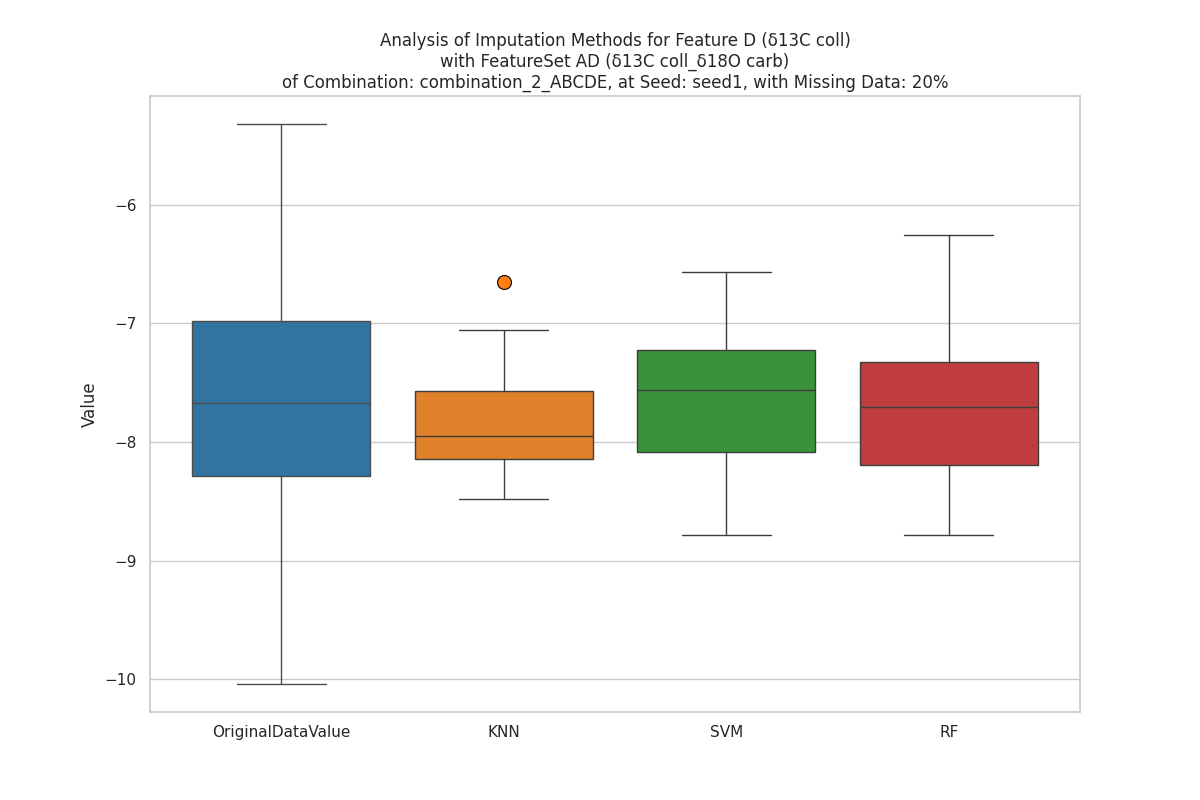 Analysis of Imputation Methods for Feature D (δ13C coll)
with FeatureSet AD (δ13C coll_δ18O carb)
of Combination: combination_2_ABCDE, at Seed: seed1, with Missing Data: 20%
Value
−6
−7
−8
−9
−10
OriginalDataValue
KNN
SVM
RF